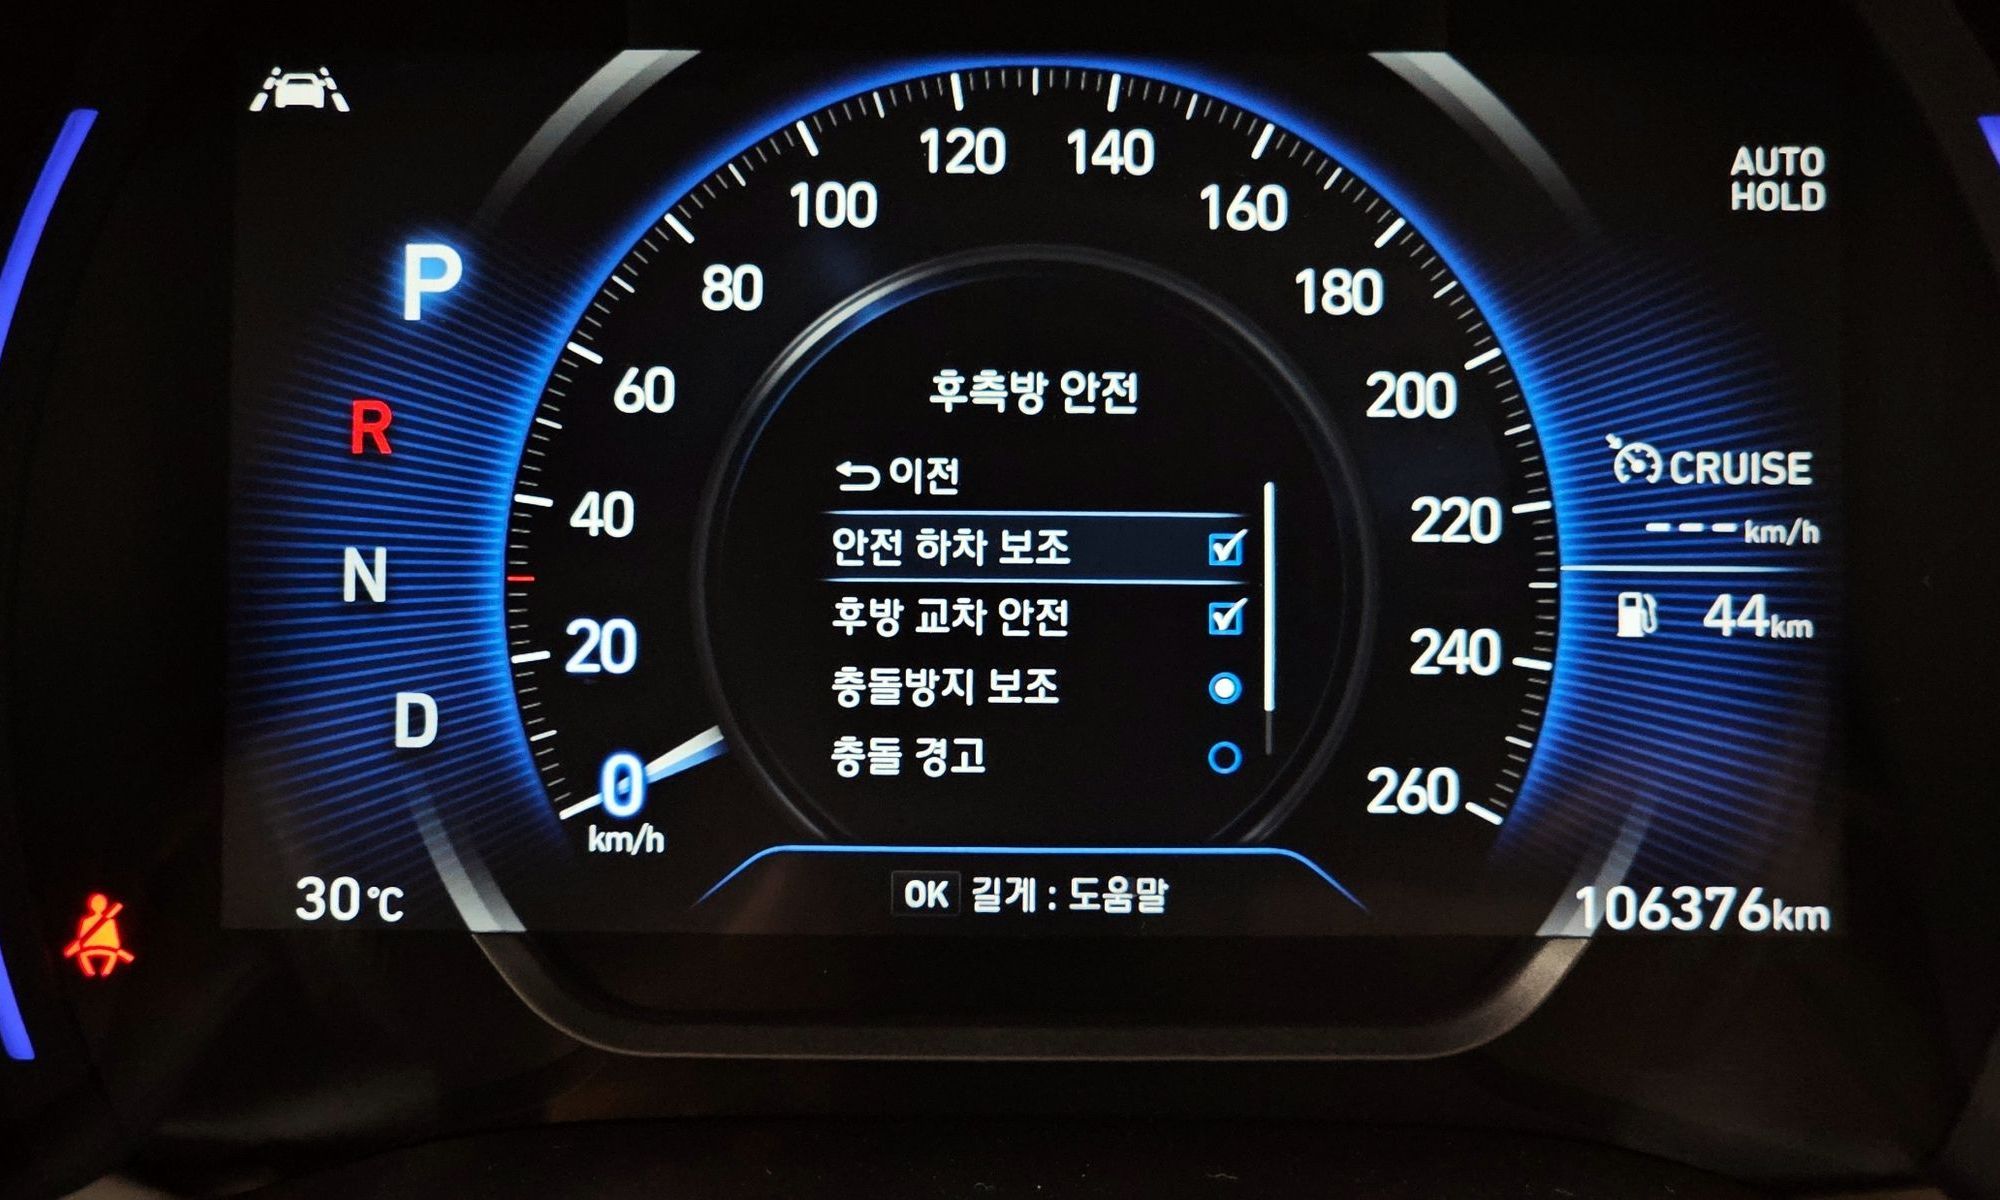 120
140
100
160
80
180
60
200
40
220
20
240
0
260
km/h
AUTO
HOLD
P
R
N
D
후측방 안전
이전
안전 하차 보조
후방 교차 안전
충돌방지 보조
충돌 경고
CRUISE
---km/h
44km
30℃
OK 길게 : 도움말
106376km